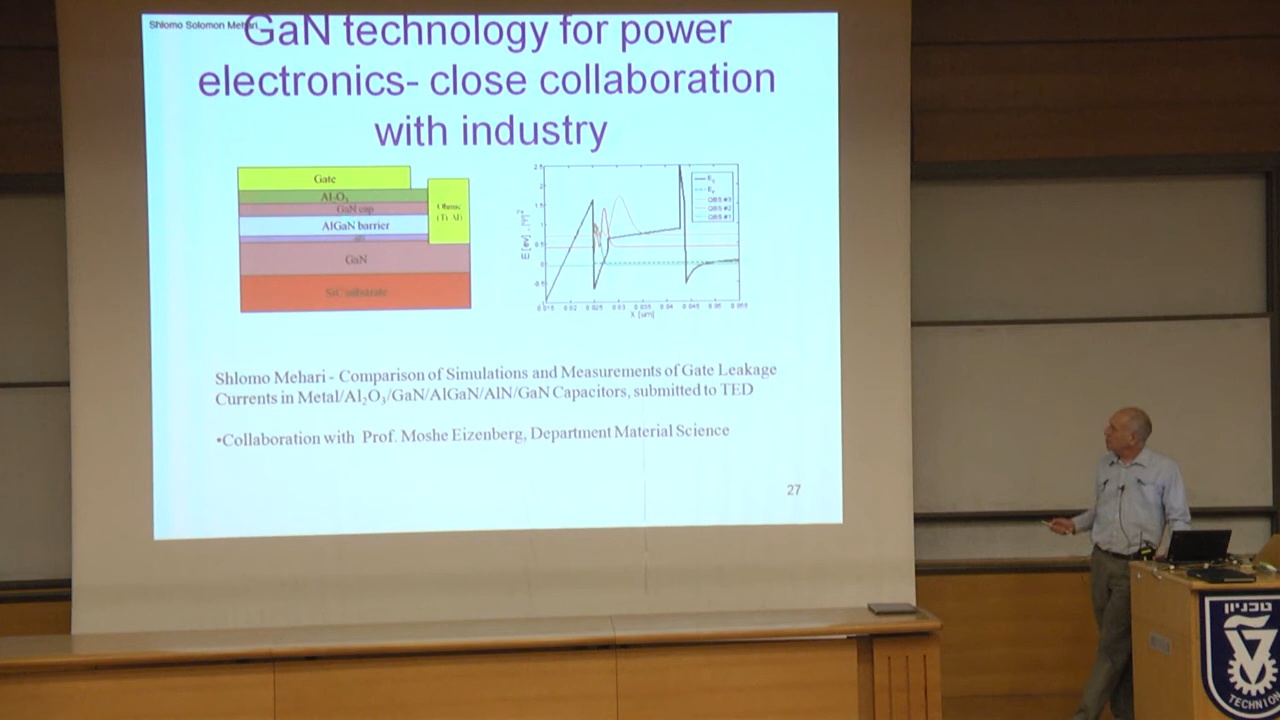 Shlomo Solomon Mehari
GaN technology for power
electronics- close collaboration
with industry
Gate
Al₂O₃
GaN cap
AlGaN barrier
GaN
SiC substrate
Ohmic
(Ti/Al)
X [um]
Shlomo Mehari - Comparison of Simulations and Measurements of Gate Leakage
Currents in Metal/Al₂O₃/GaN/AlGaN/AlN/GaN Capacitors, submitted to TED
•Collaboration with Prof. Moshe Eizenberg, Department Material Science
27
טכניון
TECHNION